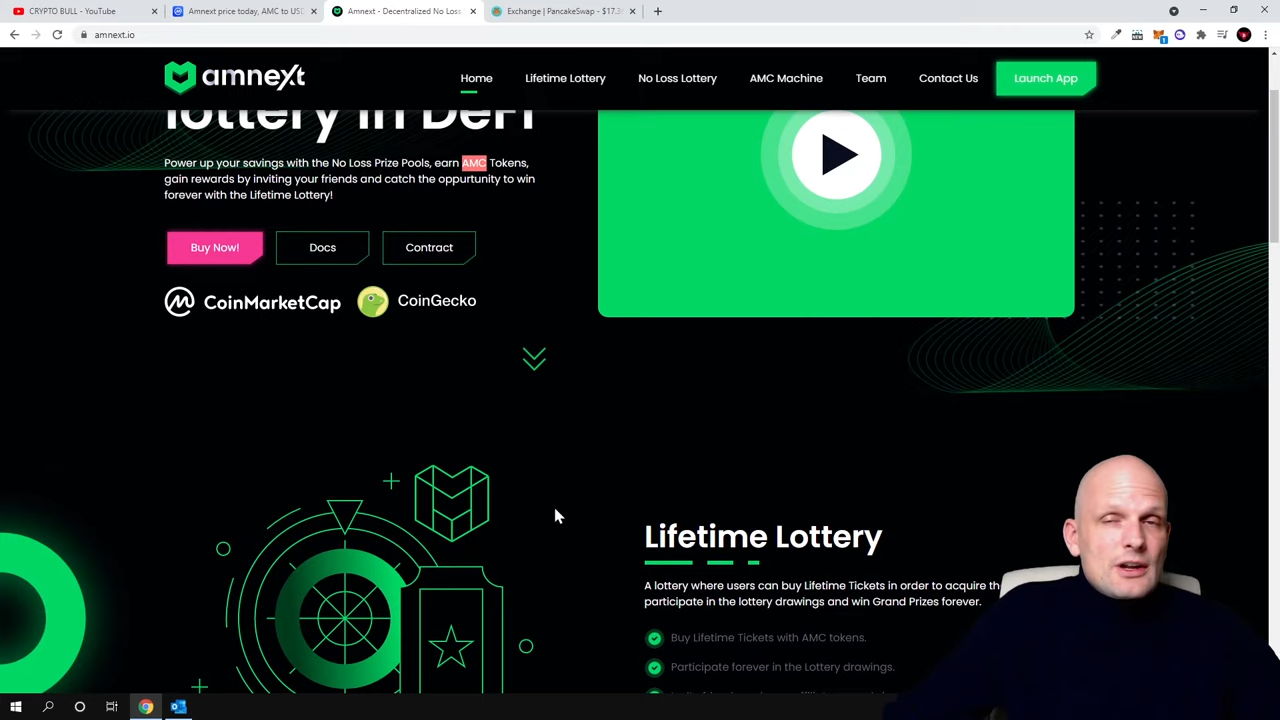 CRYPTO BULL - YouTube
Amnext price today, AMC to USD
Amnext - Decentralized No Loss
Exchange | PancakeSwap - $17.3
amnext.io
amnext
Home
Lifetime Lottery
No Loss Lottery
AMC Machine
Team
Contact Us
Launch App
lottery in DeFi
Power up your savings with the No Loss Prize Pools, earn AMC Tokens,
gain rewards by inviting your friends and catch the oppurtunity to win
forever with the Lifetime Lottery!
Buy Now!
Docs
Contract
CoinMarketCap
CoinGecko
Lifetime Lottery
A lottery where users can buy Lifetime Tickets in order to acquire th
participate in the lottery drawings and win Grand Prizes forever.
Buy Lifetime Tickets with AMC tokens.
Participate forever in the Lottery drawings.